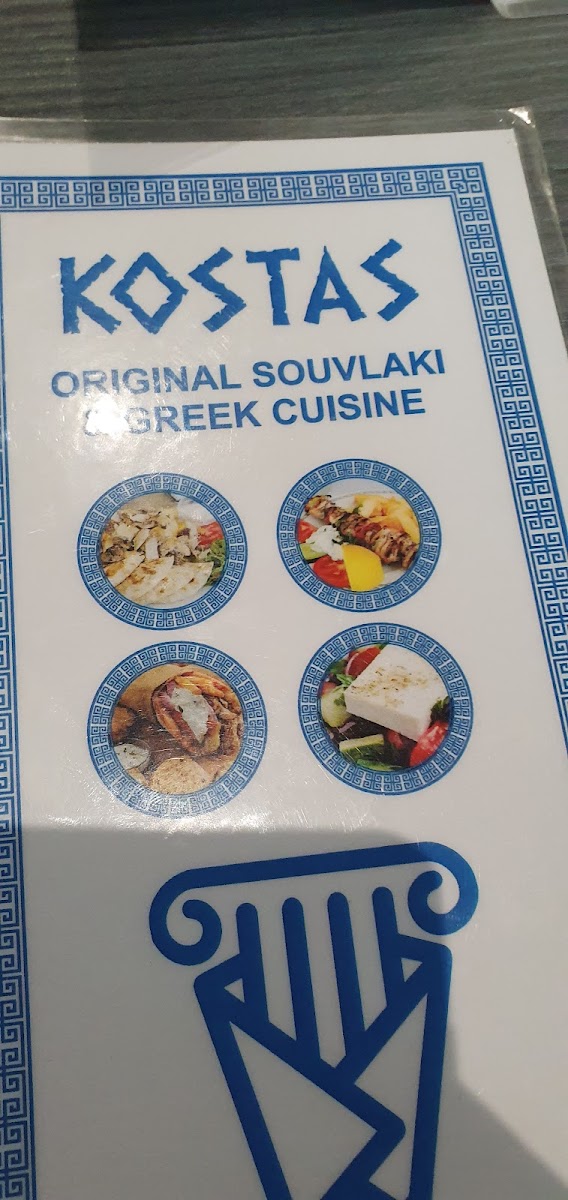 KOSTAS
ORIGINAL SOUVLAKI
& GREEK CUISINE